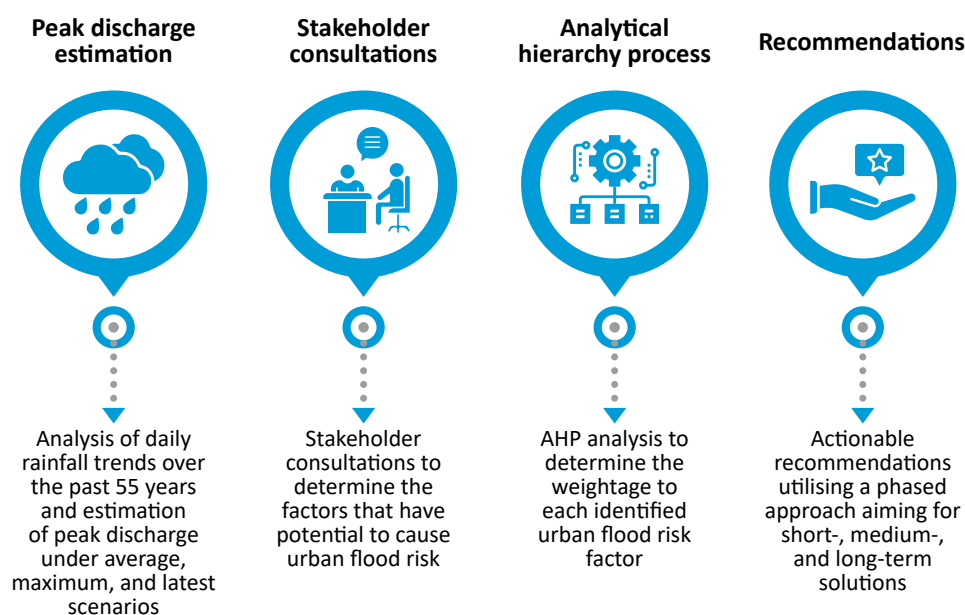 Peak discharge
estimation
Analysis of daily
rainfall trends over
the past 55 years
and estimation
of peak discharge
under average,
maximum, and latest
scenarios
Stakeholder
consultations
Stakeholder
consultations to
determine the
factors that have
potential to cause
urban flood risk
Analytical
hierarchy process
AHP analysis to
determine the
weightage to
each identified
urban flood risk
factor
Recommendations
Actionable
recommendations
utilising a phased
approach aiming for
short-, medium-,
and long-term
solutions